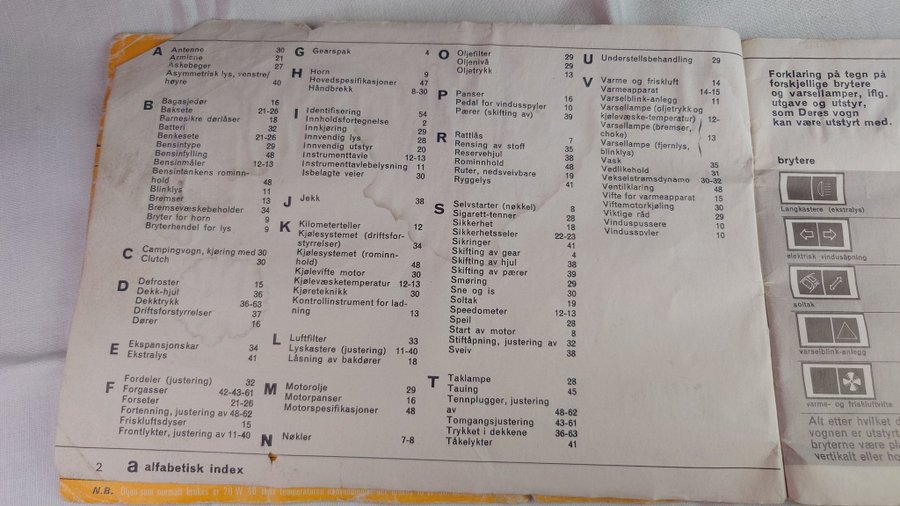 A Antenne 30
Armlene 21
Askebeger 27
Asymmetrisk lys, venstre/
høyre 40
B Bagasjedør 16
Baksete 21-26
Barnesikre dørlåser 18
Batteri 32
Benkesete 21-26
Bensintype 29
Bensinfylling 48
Bensinmåler 12-13
Bensintankens rominn-
hold 48
Blinklys 11
Bremser 13
Bremsevæskebeholder 34
Bryter for horn 9
Bryterhendel for lys 9
C Campingvogn, kjøring med 30
Clutch 30
D Defroster 15
Dekk-hjul 36
Dekktrykk 36-63
Driftsforstyrrelser 37
Dører 16
E Ekspansjonskar 34
Ekstralys 41
F Fordeler (justering) 32
Forgasser 42-43-61
Forseter 21-26
Fortenning, justering av 48-62
Friskluftsdyser 15
Frontlykter, justering av 11-40
G Gearspak 4
H Horn 9
Hovedspesifikasjoner 47
Håndbrekk 8-30
I Identifisering 54
Innholdsfortegnelse 2
Innkjøring 29
Innvendig lys 28
Innvendig utstyr 20
Instrumenttavle 12-13
Instrumenttavlebelysning 11
Isbelagte veier 30
J Jekk 38
K Kilometerteller 12
Kjølesystemet (driftsfor-
styrrelser) 34
Kjølesystemet (rominn-
hold) 48
Kjølevifte motor 30
Kjølevæsketemperatur 12-13
Kjøreteknikk 30
Kontrollinstrument for lad-
ning 13
L Luftfilter 33
Lyskastere (justering) 11-40
Låsning av bakdører 18
M Motorolje 29
Motorpanser 16
Motorspesifikasjoner 48
N Nøkler 7-8
O Oljefilter 29
Oljenivå 29
Oljetrykk 13
P Panser 16
Pedal for vindusspyler 10
Pærer (skifting av) 39
R Rattlås 7
Rensing av stoff 35
Reservehjul 38
Rominnhold 48
Ruter, nedsveivbare 19
Ryggelys 41
S Selvstarter (nøkkel) 8
Sigarett-tenner 28
Sikkerhet 18
Sikkerhetsseler 22-23
Sikringer 41
Skifting av gear 4
Skifting av hjul 38
Skifting av pærer 39
Smøring 29
Sne og is 30
Soltak 19
Speedometer 12-13
Speil 28
Start av motor 8
Stiftåpning, justering av 32
Sveiv 38
T Taklampe 28
Tauing 45
Tennplugger, justering
av 48-62
Tomgangsjustering 43-61
Trykket i dekkene 36-63
Tåkelykter 41
U Understellsbehandling 29
V Varme og friskluft 14
Varmeapparat 14-15
Varselblink-anlegg 11
Varsellampe (oljetrykk og
kjølevæske-temperatur) 12-
Varsellampe (bremser,
choke) 13
Varsellampe (fjernlys,
blinklys)
Vask 35
Vedlikehold 31
Vekselstrømsdynamo 30-32
Ventilklaring 48
Vifte for varmeapparat 15
Viftemotorkjøling 30
Viktige råd 29
Vinduspussere 10
Vindusspyler 10
2 a alfabetisk index
N.B.
Forklaring på tegn på
forskjellige brytere
og varsellamper, iflg.
utgave og utstyr,
som Deres vogn
kan være utstyrt med.
brytere
Langkastere (ekstralys)
elektrisk vindusåpning
soltak
varselblink-anlegg
varme- og friskluftvifte
Alt etter hvilket
vognen er utstyrt
bryterne være
vertikalt eller